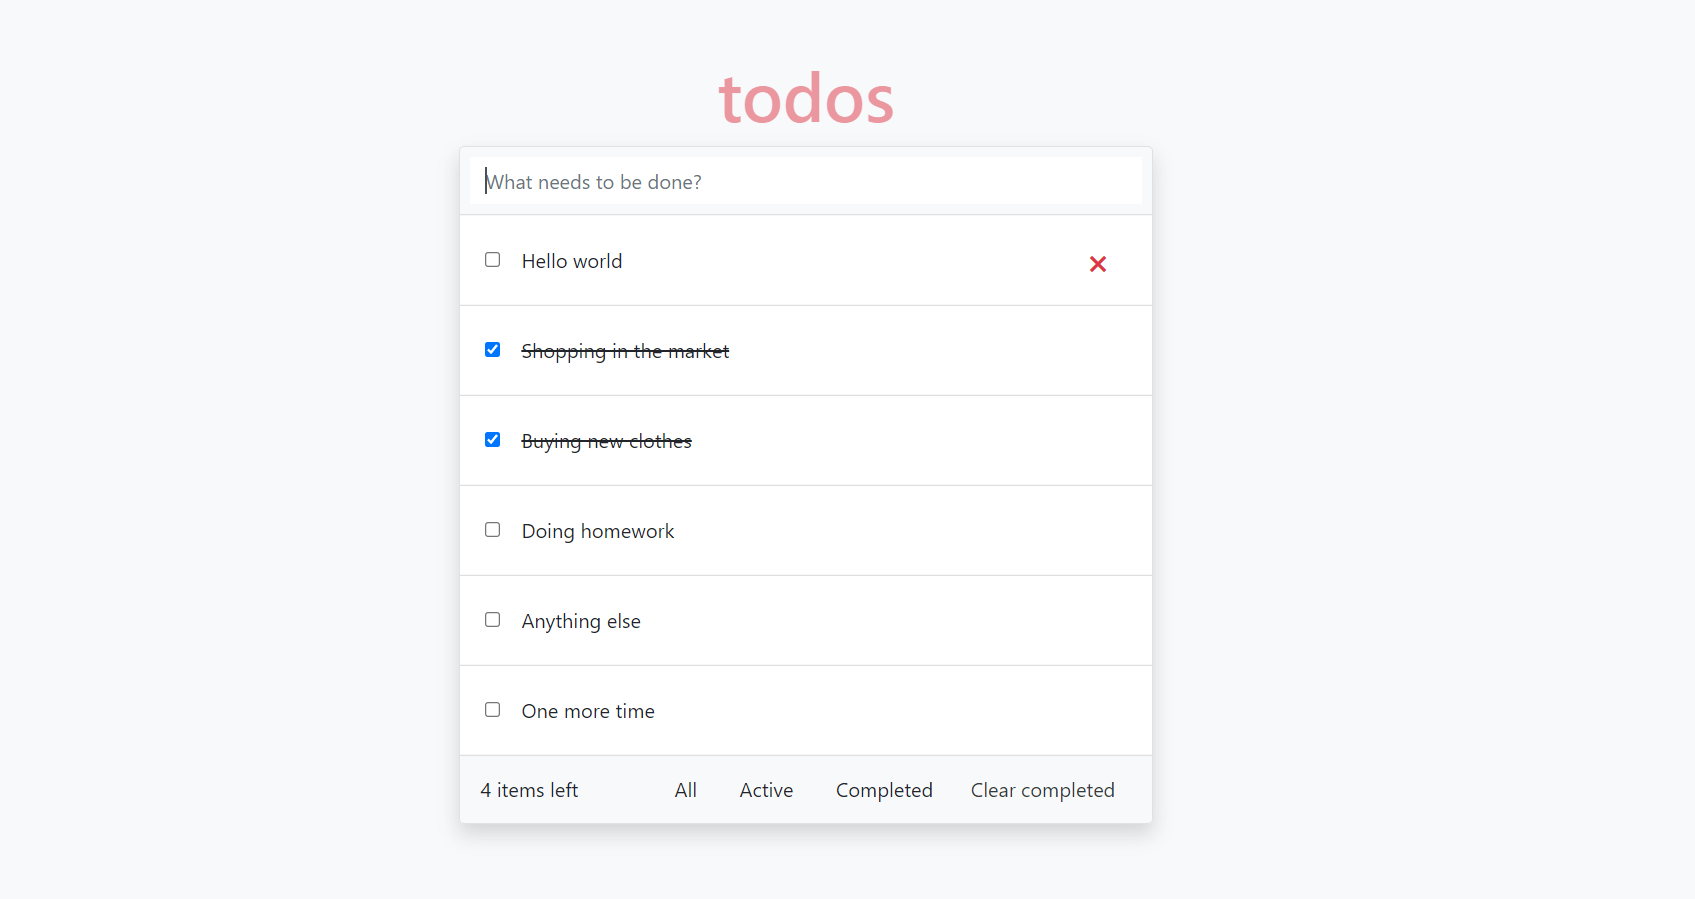 todos
What needs to be done?
Hello world
Shopping in the market
Buying new clothes
Doing homework
Anything else
One more time
4 items left All Active Completed Clear completed